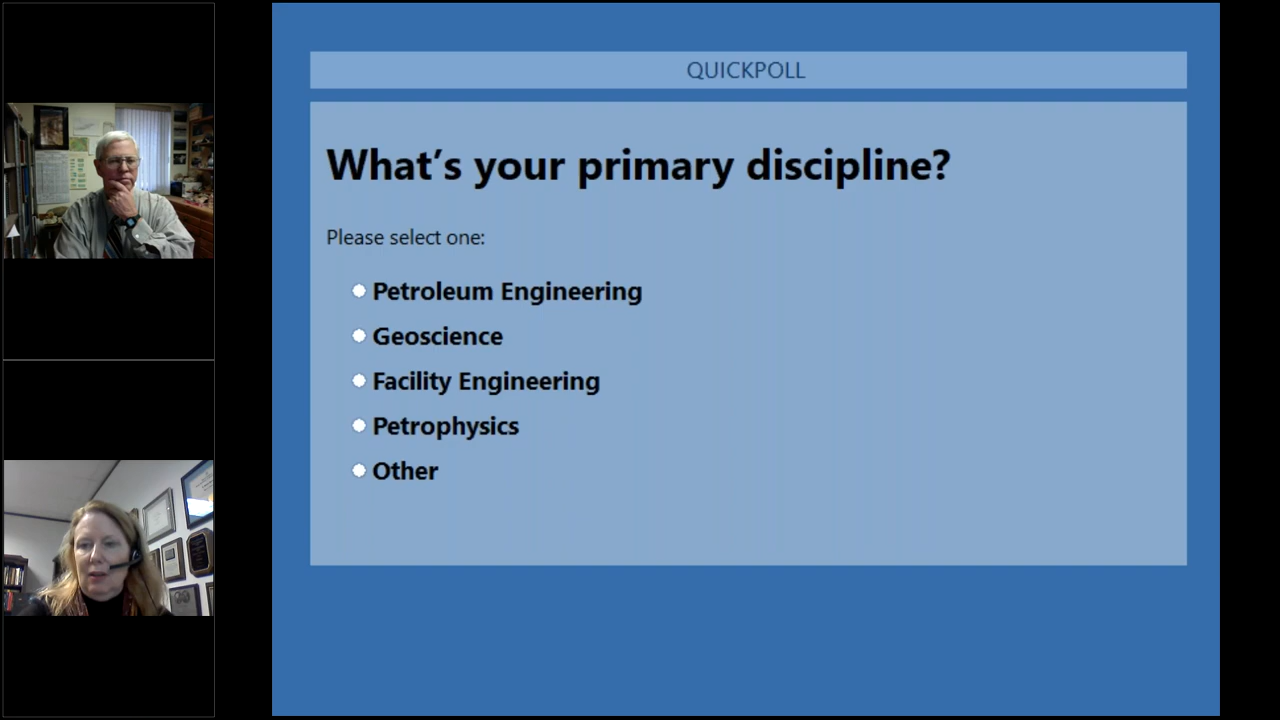 QUICKPOLL
What's your primary discipline?
Please select one:
Petroleum Engineering
Geoscience
Facility Engineering
Petrophysics
Other